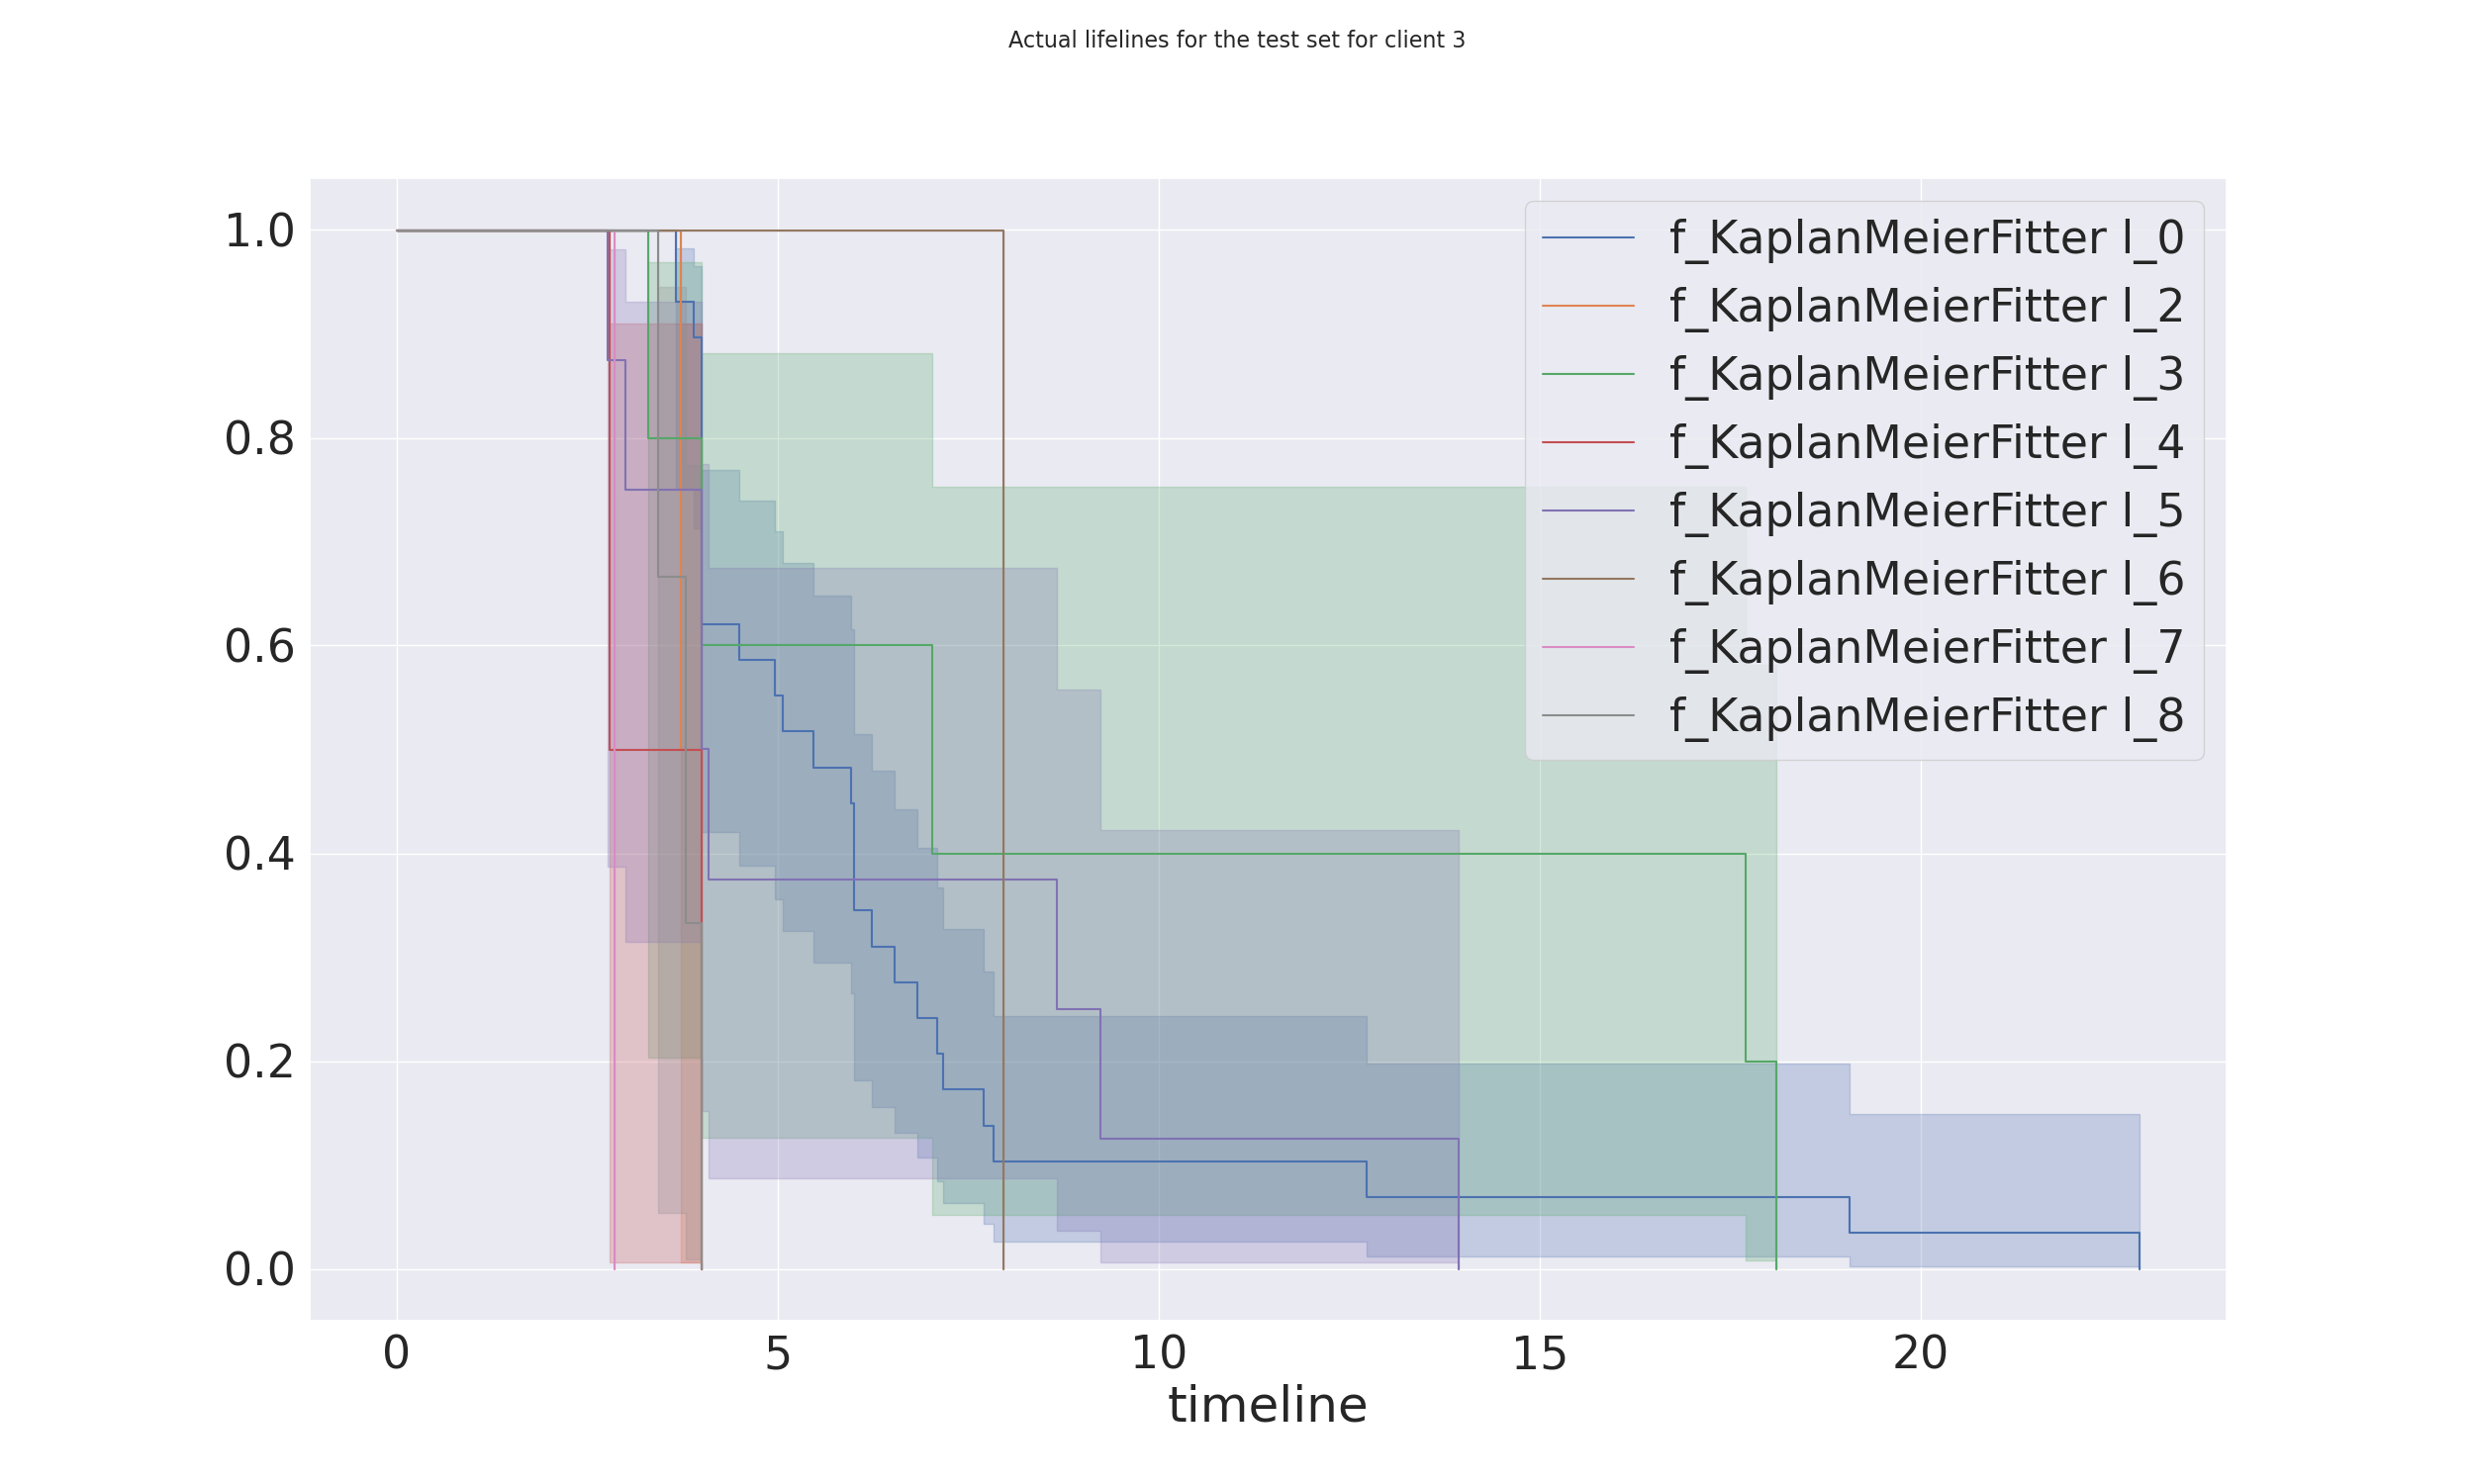 Actual lifelines for the test set for client 3
1.0
0.8
0.6
0.4
0.2
0.0
f_KaplanMeierFitter l_0
f_KaplanMeierFitter l_2
f_KaplanMeierFitter l_3
f_KaplanMeierFitter l_4
f_KaplanMeierFitter l_5
f_KaplanMeierFitter l_6
f_KaplanMeierFitter l_7
f_KaplanMeierFitter l_8
0 5 10 15 20
timeline